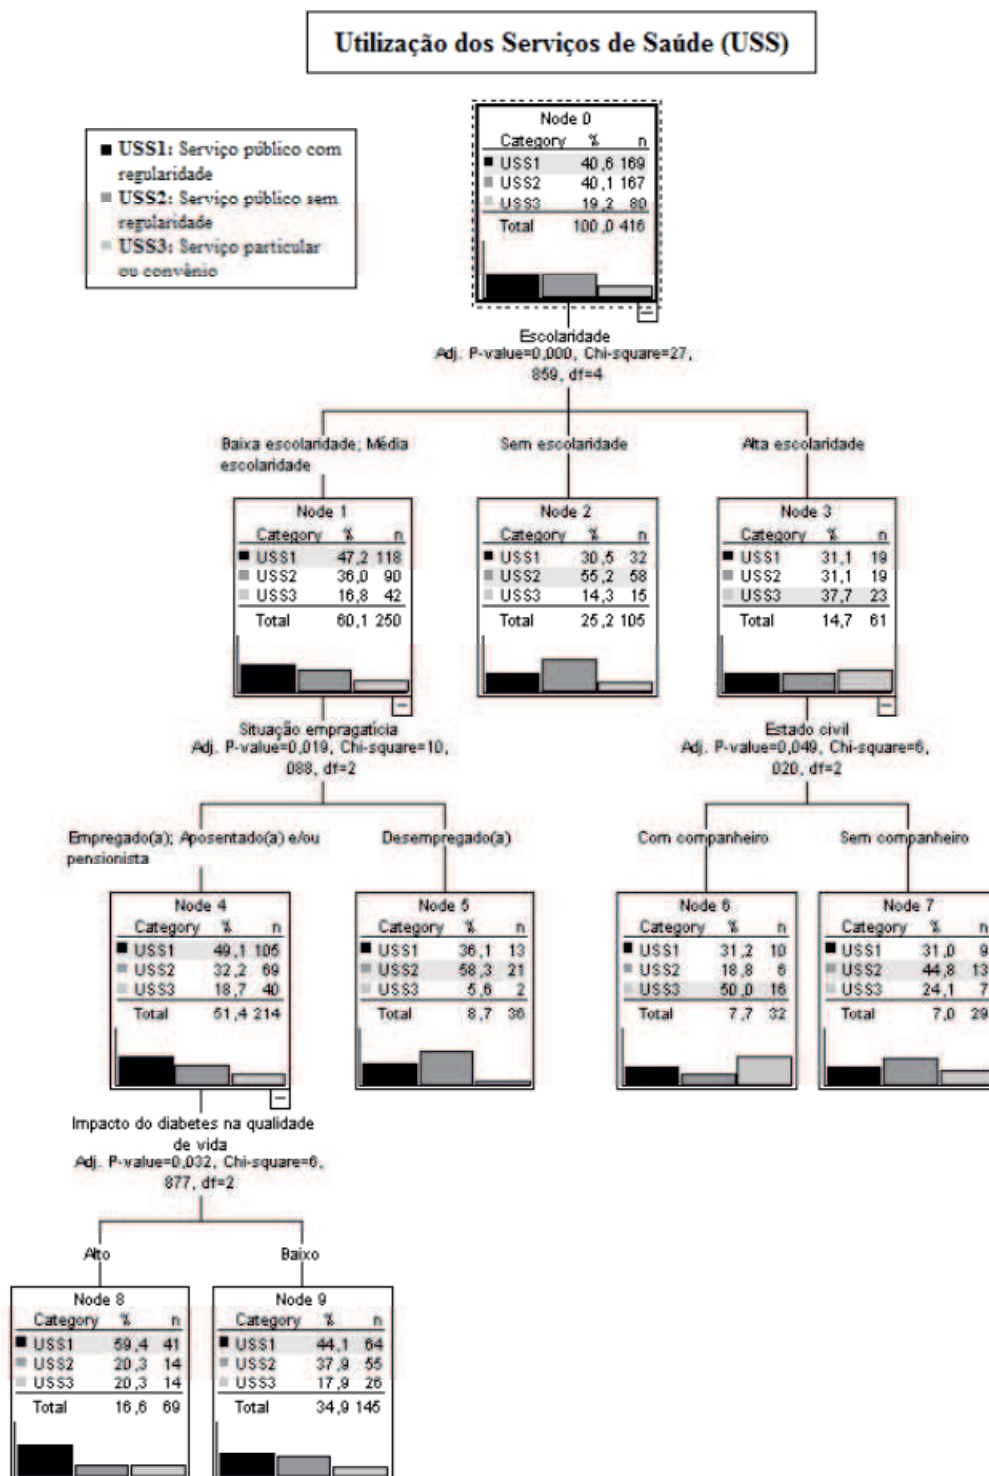 Utilização dos Serviços de Saúde (USS)
USS1: Serviço público com
regularidade
USS2: Serviço público sem
regularidade
USS3: Serviço particular
ou convênio
Node 0
Category % n
USS1 40,6 169
USS2 40,1 167
USS3 19,2 80
Total 100,0 416
Escolaridade
Adj. P-value=0,000, Chi-square=27,
859, df=4
Baixa escolaridade; Média
escolaridade
Sem escolaridade
Alta escolaridade
Node 1
Category % n
USS1 47,2 118
USS2 36,0 90
USS3 16,8 42
Total 60,1 250
Node 2
Category % n
USS1 30,5 32
USS2 55,2 58
USS3 14,3 15
Total 25,2 105
Node 3
Category % n
USS1 31,1 19
USS2 31,1 19
USS3 37,7 23
Total 14,7 61
Situação empragatícia
Adj. P-value=0,019, Chi-square=10,
088, df=2
Estado civil
Adj. P-value=0,049, Chi-square=6,
020, df=2
Empregado(a); Aposentado(a) e/ou
pensionista
Desempregado(a)
Com companheiro
Sem companheiro
Node 4
Category % n
USS1 49,1 105
USS2 32,2 69
USS3 18,7 40
Total 51,4 214
Node 5
Category % n
USS1 36,1 13
USS2 58,3 21
USS3 5,6 2
Total 8,7 36
Node 6
Category % n
USS1 31,2 10
USS2 18,8 6
USS3 50,0 16
Total 7,7 32
Node 7
Category % n
USS1 31,0 9
USS2 44,8 13
USS3 24,1 7
Total 7,0 29
Impacto do diabetes na qualidade
de vida
Adj. P-value=0,032, Chi-square=6,
877, df=2
Alto
Baixo
Node 8
Category % n
USS1 59,4 41
USS2 20,3 14
USS3 20,3 14
Total 16,6 69
Node 9
Category % n
USS1 44,1 64
USS2 37,9 55
USS3 17,9 26
Total 34,9 145